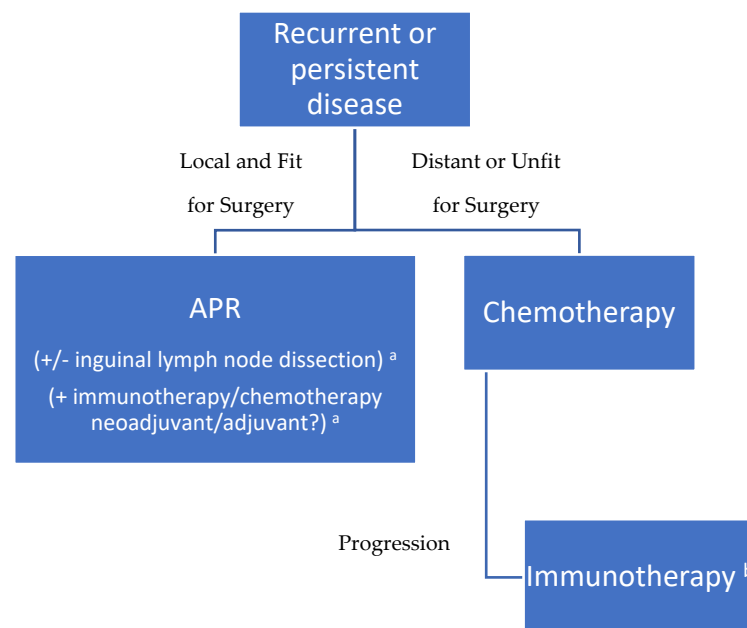 Recurrent or
persistent
disease
Local and Fit
for Surgery
Distant or Unfit
for Surgery
APR
(+/- inguinal lymph node dissection) ᵃ
(+ immunotherapy/chemotherapy
neoadjuvant/adjuvant?) ᵃ
Chemotherapy
Progression
Immunotherapy ᵇ